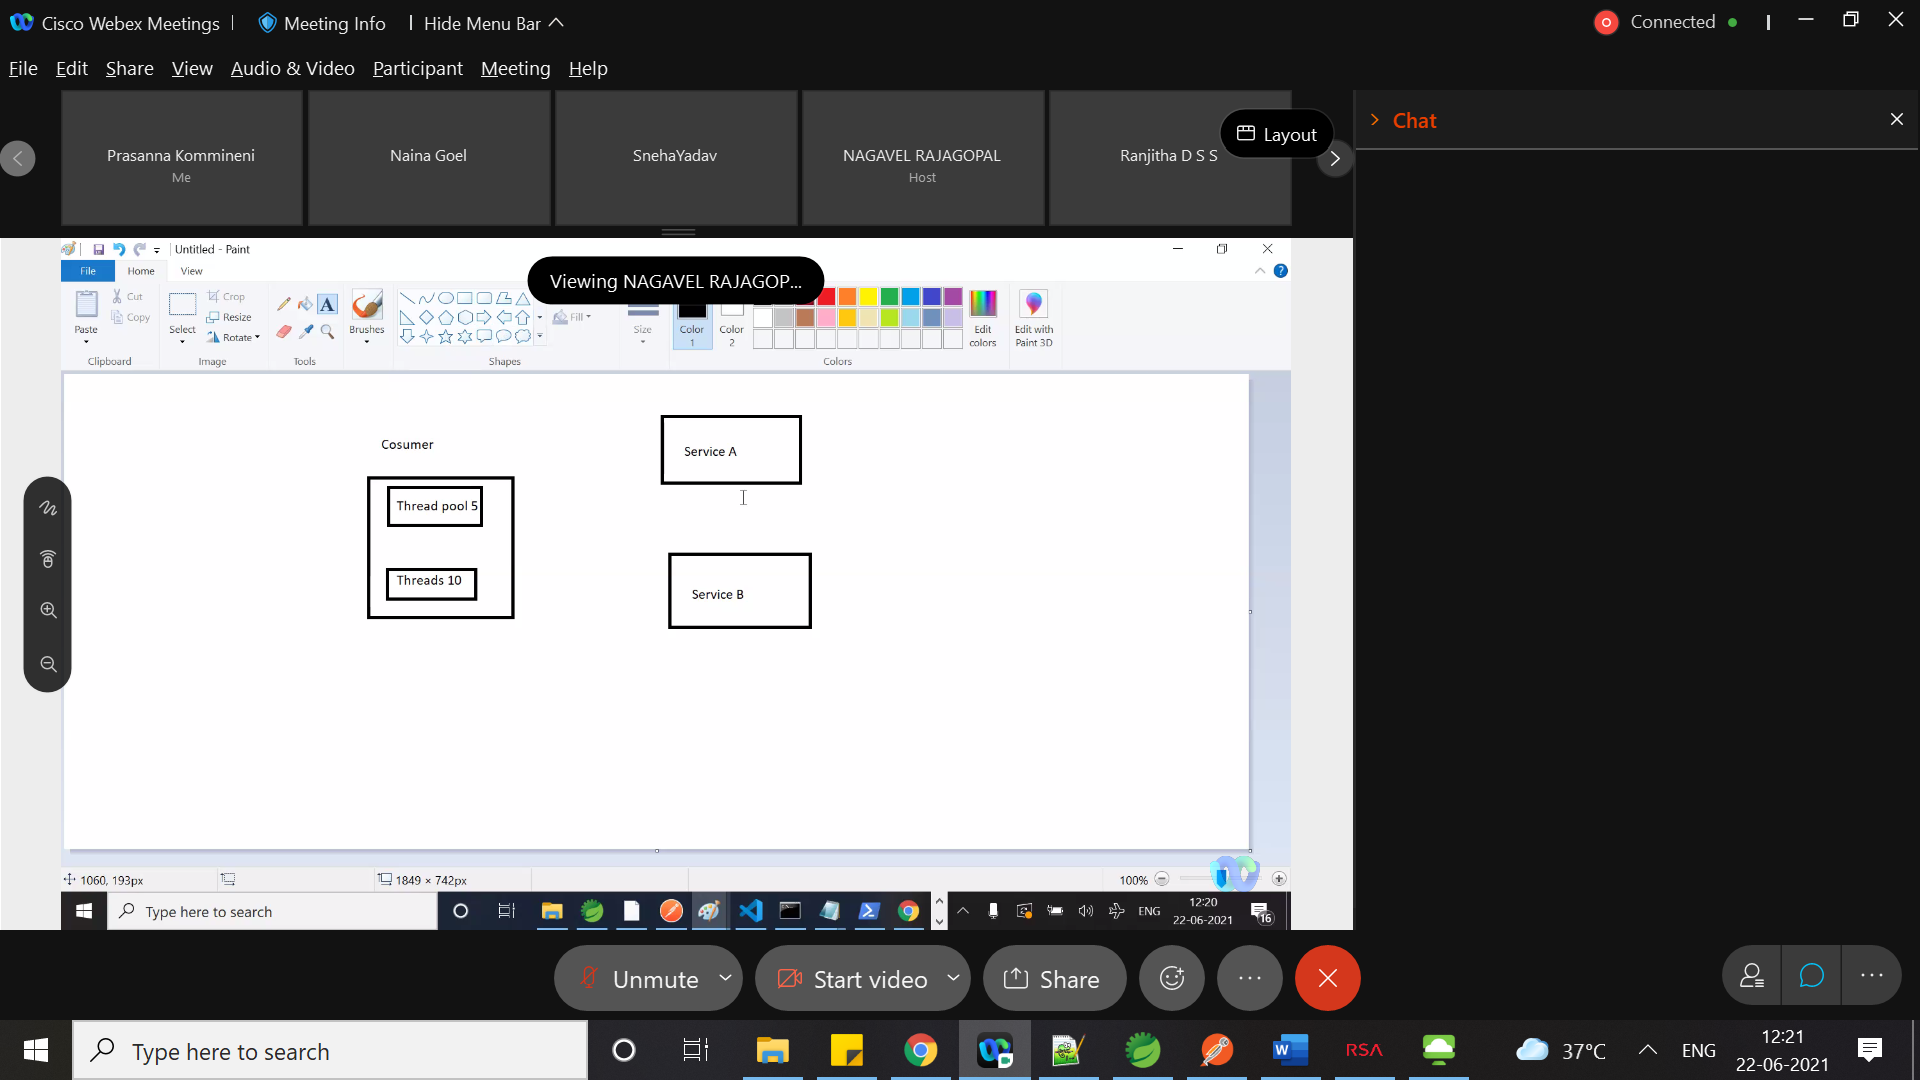 Cisco Webex Meetings
Meeting Info
Hide Menu Bar
Connected
File Edit Share View Audio & Video Participant Meeting Help
Prasanna Kommineni
Me
Naina Goel
SnehaYadav
NAGAVEL RAJAGOPAL
Host
Ranjitha D S S
Layout
Chat
Untitled - Paint
File Home View
Viewing NAGAVEL RAJAGOP...
Paste
Cut
Copy
Clipboard
Select
Crop
Resize
Rotate
Image
A
Tools
Brushes
Fill
Shapes
Size
Color
1
Color
2
Edit
colors
Edit with
Paint 3D
Colors
Cosumer
Thread pool 5
Threads 10
Service A
Service B
1060, 193px
1849 × 742px
100%
Type here to search
ENG
12:20
22-06-2021
16
Unmute
Start video
Share
Type here to search
RSA
37°C
ENG
12:21
22-06-2021